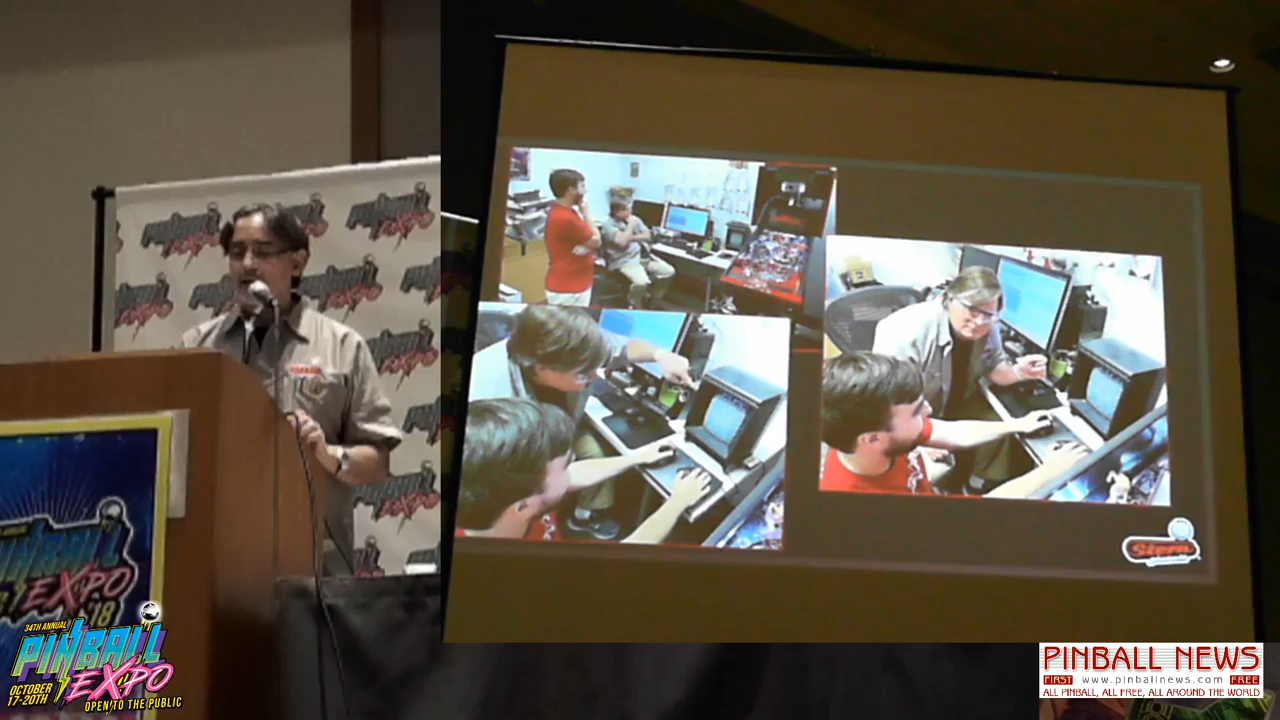 PINBALL
EXPO
'18
Stern
34TH ANNUAL
PINBALL
EXPO
OCTOBER
17-20TH
OPEN TO THE PUBLIC
PINBALL NEWS
FIRST www.pinballnews.com FREE
ALL PINBALL, ALL FREE, ALL AROUND THE WORLD